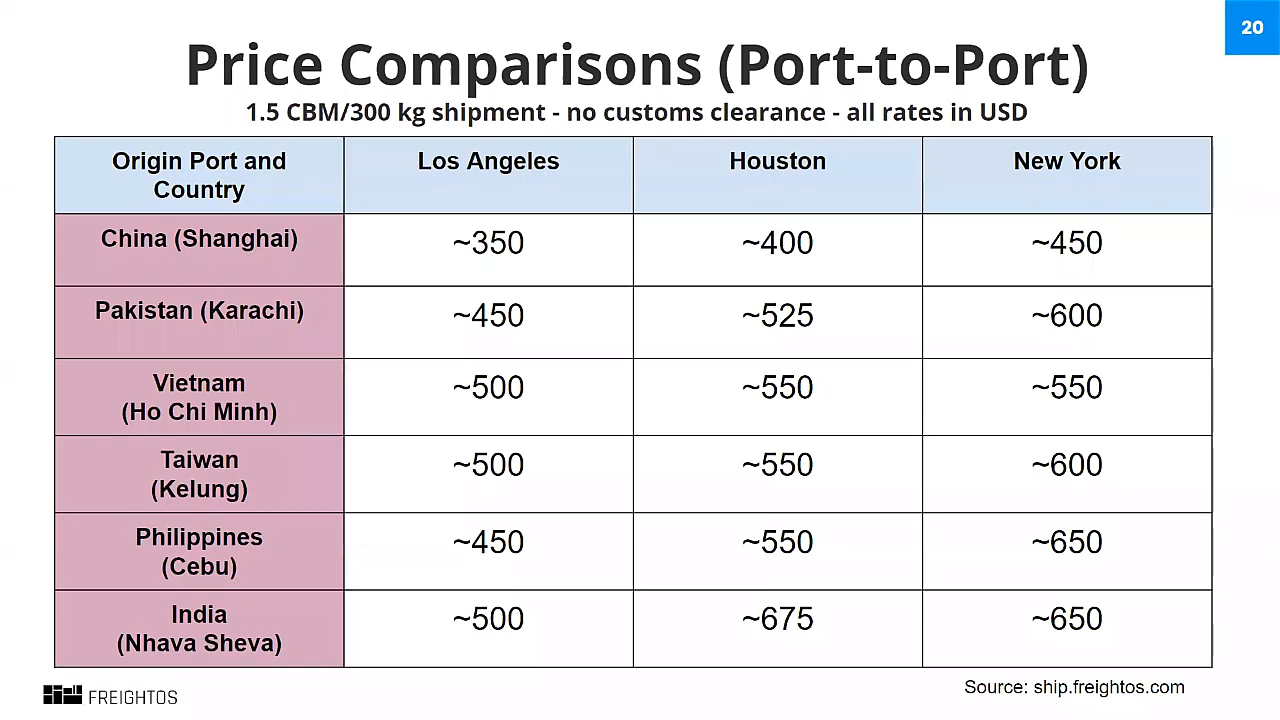 20
Price Comparisons (Port-to-Port)
1.5 CBM/300 kg shipment - no customs clearance - all rates in USD
Origin Port and
Country
Los Angeles
Houston
New York
China (Shanghai)
~350
~400
~450
Pakistan (Karachi)
~450
~525
~600
Vietnam
(Ho Chi Minh)
~500
~550
~550
Taiwan
(Kelung)
~500
~550
~600
Philippines
(Cebu)
~450
~550
~650
India
(Nhava Sheva)
~500
~675
~650
FREIGHTOS
Source: ship.freightos.com